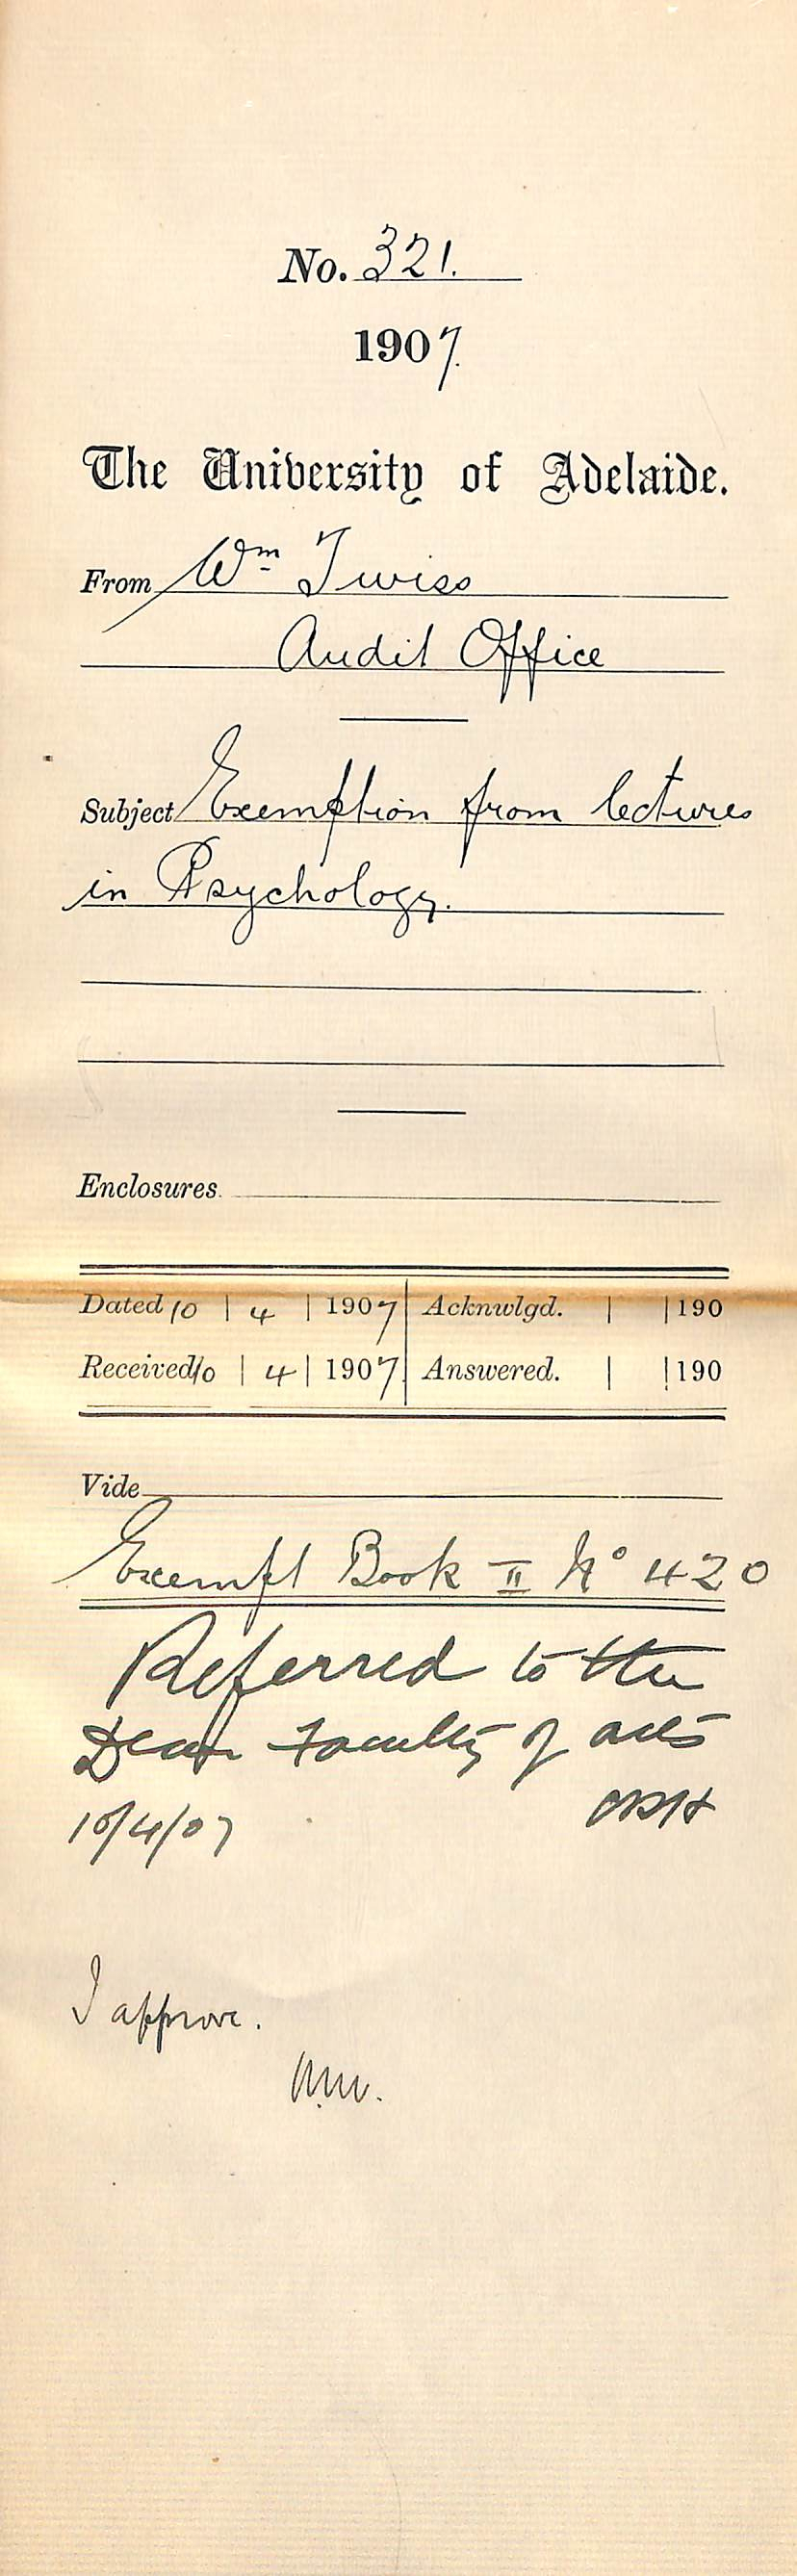 No. 321.
1907.
The University of Adelaide.
From Wm Twiss
Audit Office
Subject Exemption from lectures
in Psychology.
Enclosures.
Dated 10 | 4 | 1907 Acknwlgd. | | 190
Received 10 | 4 | 1907. Answered. | | 190
Vide
Exempt Book II No 420
Referred to the
Dean Faculty of Arts
10/4/07
I approve.